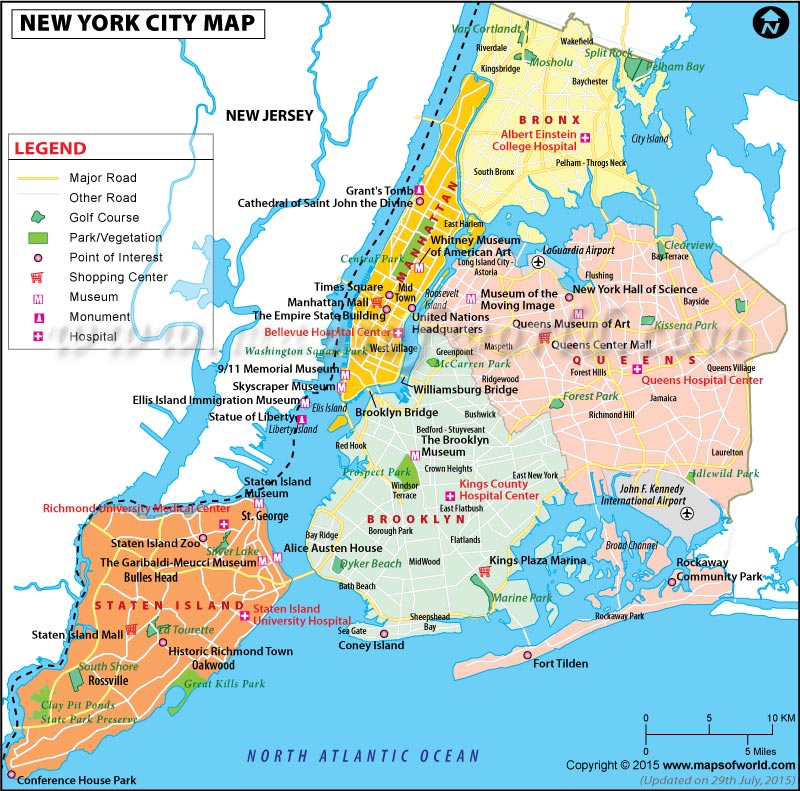 NEW YORK CITY MAP
N
NEW JERSEY
LEGEND
Major Road
Other Road
Golf Course
Park/Vegetation
Point of Interest
Shopping Center
Museum
Monument
Hospital
Van Cortlandt
Riverdale
Kingsbridge
Mosholu
Wakefield
Split Rock
Pelham Bay
Baychester
BRONX
Albert Einstein
College Hospital
City Island
Pelham - Throgs Neck
South Bronx
Grant's Tomb
Cathedral of Saint John the Divine
MANHATTAN
East Harlem
Whitney Museum
of American Art
Central Park
Long Island City -
Astoria
LaGuardia Airport
Clearview
Bay-Terrace
Flushing
Times Square
Mid
Town
Manhattan Mall
The Empire State Building
Roosevelt
Island
United Nations
Headquarters
Museum of the
Moving Image
New York Hall of Science
Bayside
Queens Museum of Art
Kissena Park
Bellevue Hospital Center
Washington Square Park
West Village
Greenpoint
McCarren Park
Maspeth
Queens Center Mall
QUEENS
Forest Hills
Queens Village
Queens Hospital Center
9/11 Memorial Museum
Skyscraper Museum
Ellis Island Immigration Museum
Ellis Island
Statue of Liberty
Liberty Island
Williamsburg Bridge
Brooklyn Bridge
Ridgewood
Bushwick
Forest Park
Jamaica
Richmond Hill
Bedford - Stuyvesant
The Brooklyn
Museum
Red Hook
Laurelton
Crown Heights
Prospect Park
Windsor
Terrace
East New York
Idlewild Park
John F. Kennedy
International Airport
Kings County
Hospital Center
East Flatbush
BROOKLYN
Staten Island
Museum
Richmond University Medical Center
St. George
Staten Island Zoo
Silver Lake
Alice Austen House
The Garibaldi-Meucci Museum
Bulles Head
Bay Ridge
Borough Park
Flatlands
Dyker Beach
MidWood
Kings Plaza Marina
Broad Channel
Rockaway
Community Park
Bath Beach
Marine Park
Rockaway Park
STATEN ISLAND
Staten Island
University Hospital
Sheepshead
Bay
Sea Gate
Coney Island
Staten Island Mall
La Tourette
Historic Richmond Town
Oakwood
Fort Tilden
South Shore
Rossville
Great Kills Park
Clay Pit Ponds
State Park Preserve
Conference House Park
NORTH ATLANTIC OCEAN
0 5 10 KM
0 5 Miles
Copyright © 2015 www.mapsofworld.com
(Updated on 29th July, 2015)